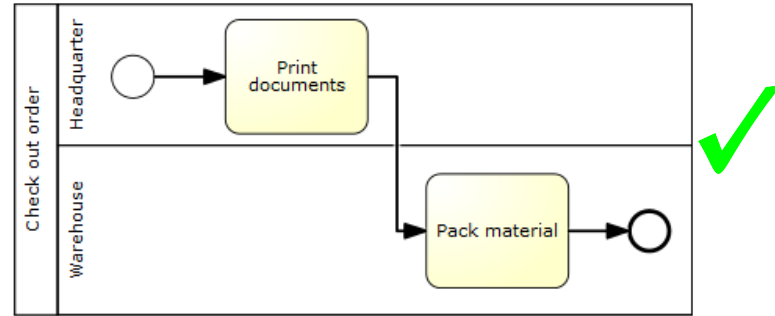 Check out order
Headquarter
Print
documents
Warehouse
Pack material